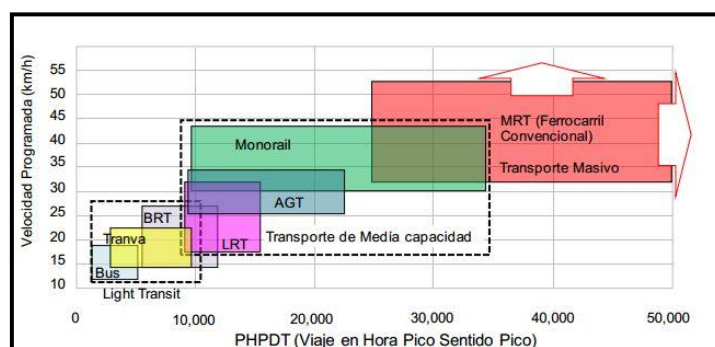 Velocidad Programada (km/h)
55
50
45
40
35
30
25
20
15
10
Monorail
MRT (Ferrocarril
Convencional)
Transporte Masivo
AGT
BRT
Tranva
LRT
Transporte de Media capacidad
Bus
Light Transit
0
10,000
20,000
30,000
40,000
50,000
PHPDT (Viaje en Hora Pico Sentido Pico)